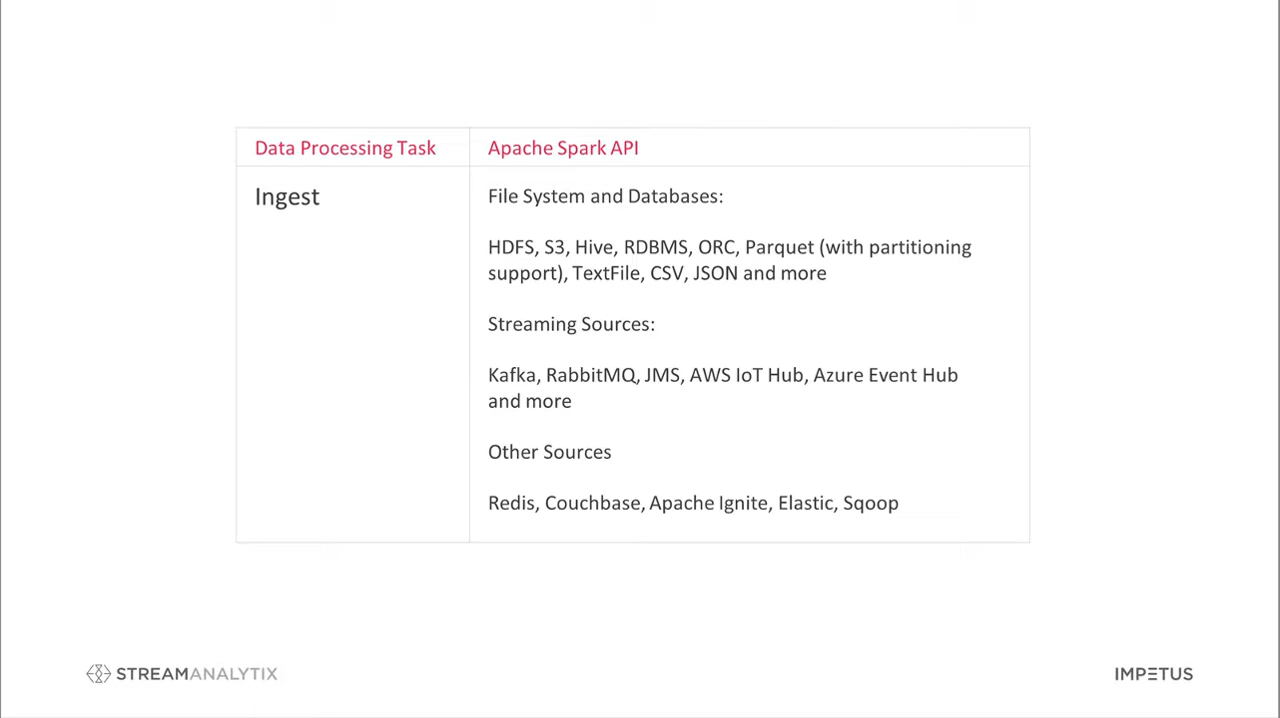 Data Processing Task
Apache Spark API
Ingest
File System and Databases:
HDFS, S3, Hive, RDBMS, ORC, Parquet (with partitioning
support), TextFile, CSV, JSON and more
Streaming Sources:
Kafka, RabbitMQ, JMS, AWS IoT Hub, Azure Event Hub
and more
Other Sources
Redis, Couchbase, Apache Ignite, Elastic, Sqoop
STREAMANALYTIX
IMPETUS